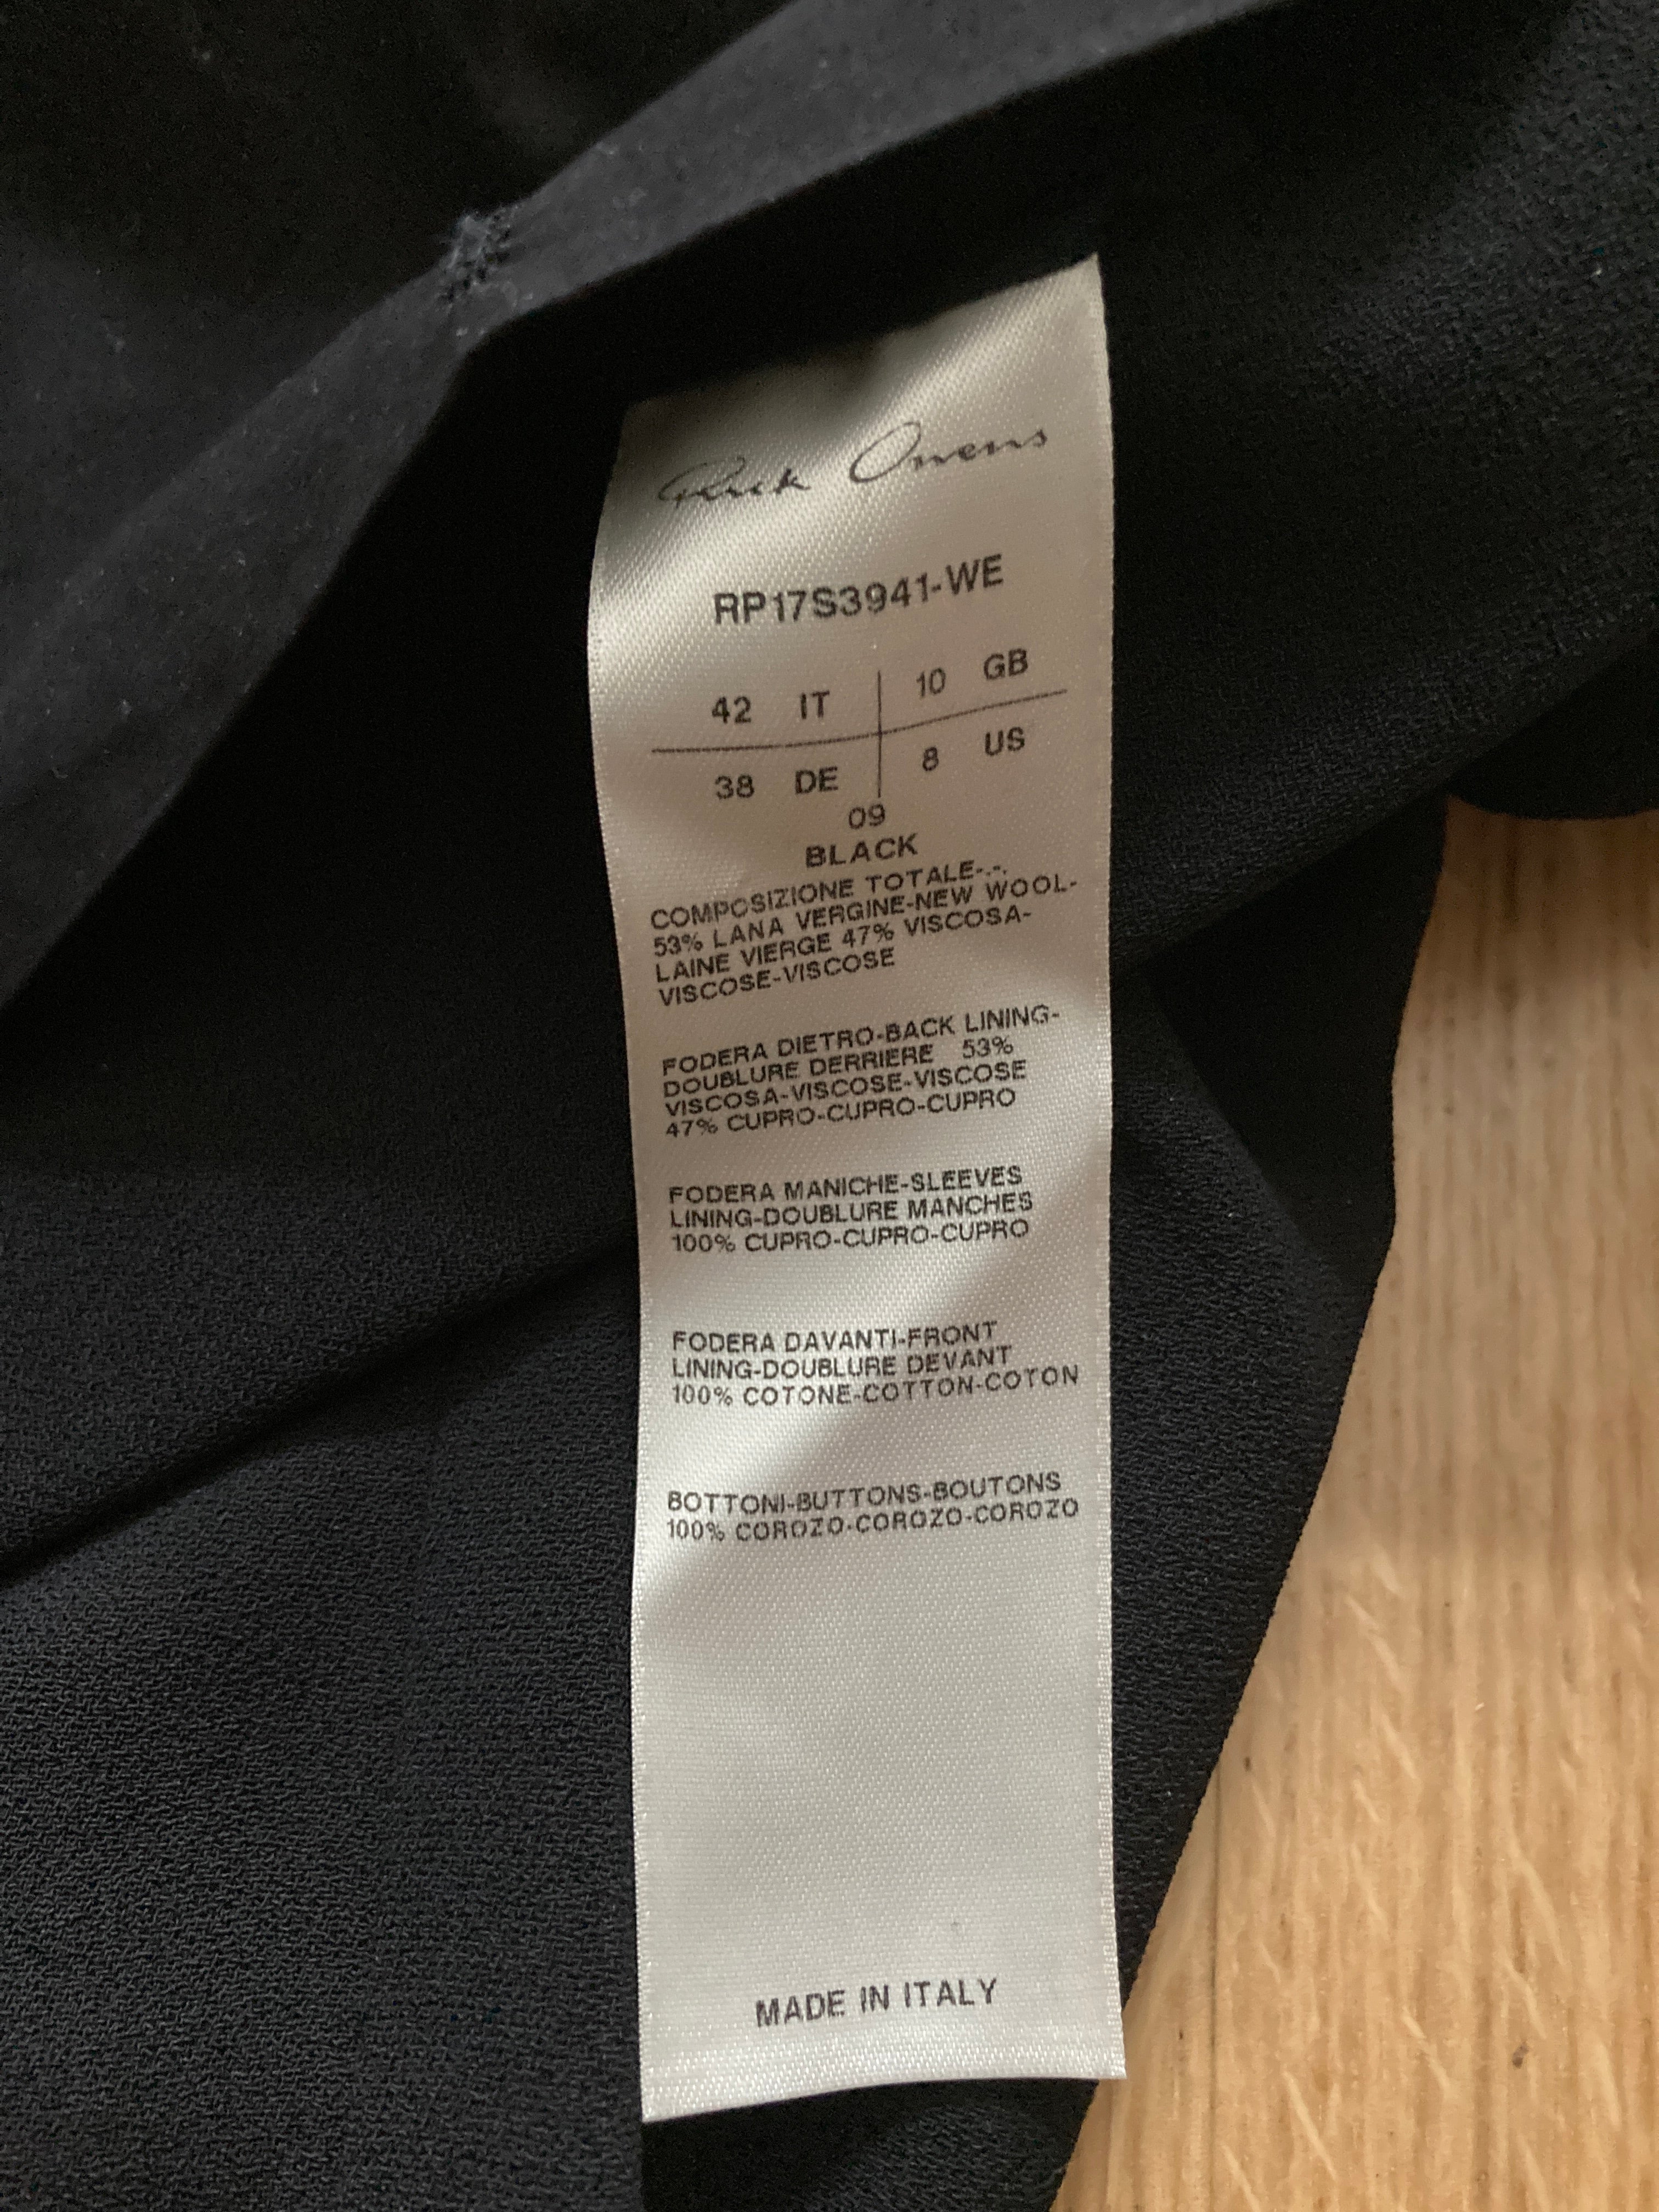 Rick Owens
RP17S3941-WE
42 IT 10 GB
38 DE 8 US
09
BLACK
COMPOSIZIONE TOTALE-.-.
53% LANA VERGINE-NEW WOOL-
LAINE VIERGE 47% VISCOSA-
VISCOSE-VISCOSE
FODERA DIETRO-BACK LINING-
DOUBLURE DERRIERE 53%
VISCOSA-VISCOSE-VISCOSE
47% CUPRO-CUPRO-CUPRO
FODERA MANICHE-SLEEVES
LINING-DOUBLURE MANCHES
100% CUPRO-CUPRO-CUPRO
FODERA DAVANTI-FRONT
LINING-DOUBLURE DEVANT
100% COTONE-COTTON-COTON
BOTTONI-BUTTONS-BOUTONS
100% COROZO-COROZO-COROZO
MADE IN ITALY